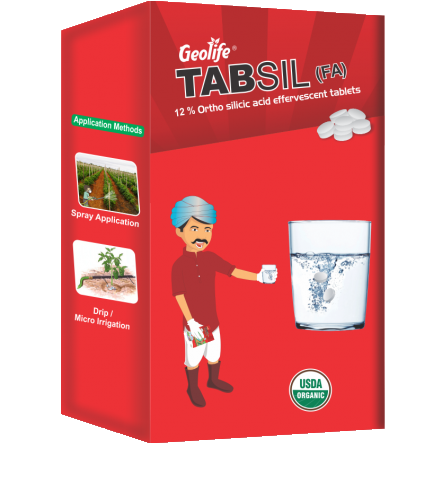 Geolife®
TABSIL (FA)
12 % Ortho silicic acid effervescent tablets
Application Methods
Spray Application
Drip /
Micro Irrigation
USDA
ORGANIC